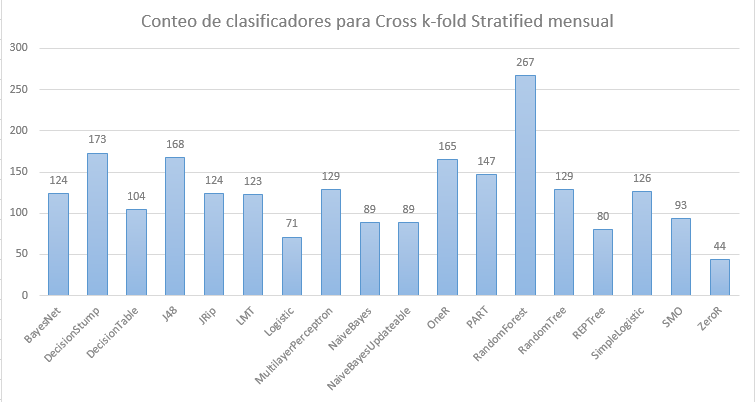 Conteo de clasificadores para Cross k-fold Stratified mensual
300
250
200
150
100
50
0
124
173
104
168
124
123
71
129
89
89
165
147
267
129
80
126
93
44
BayesNet
DecisionStump
DecisionTable
J48
JRip
LMT
Logistic
MultilayerPerceptron
NaiveBayes
NaiveBayesUpdateable
OneR
PART
RandomForest
RandomTree
REPTree
SimpleLogistic
SMO
ZeroR